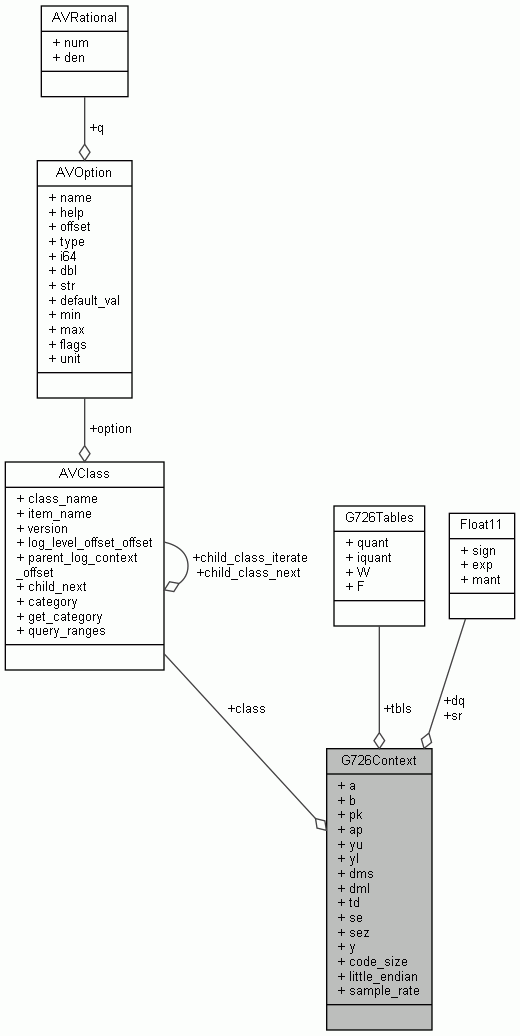 AVRational
+ num
+ den
+q
AVOption
+ name
+ help
+ offset
+ type
+ i64
+ dbl
+ str
+ default_val
+ min
+ max
+ flags
+ unit
+option
AVClass
+ class_name
+ item_name
+ version
+ log_level_offset_offset
+ parent_log_context
_offset
+ child_next
+ category
+ get_category
+ query_ranges
+child_class_iterate
+child_class_next
G726Tables
+ quant
+ iquant
+ W
+ F
Float11
+ sign
+ exp
+ mant
+class
+tbls
+dq
+sr
G726Context
+ a
+ b
+ pk
+ ap
+ yu
+ yl
+ dms
+ dml
+ td
+ se
+ sez
+ y
+ code_size
+ little_endian
+ sample_rate